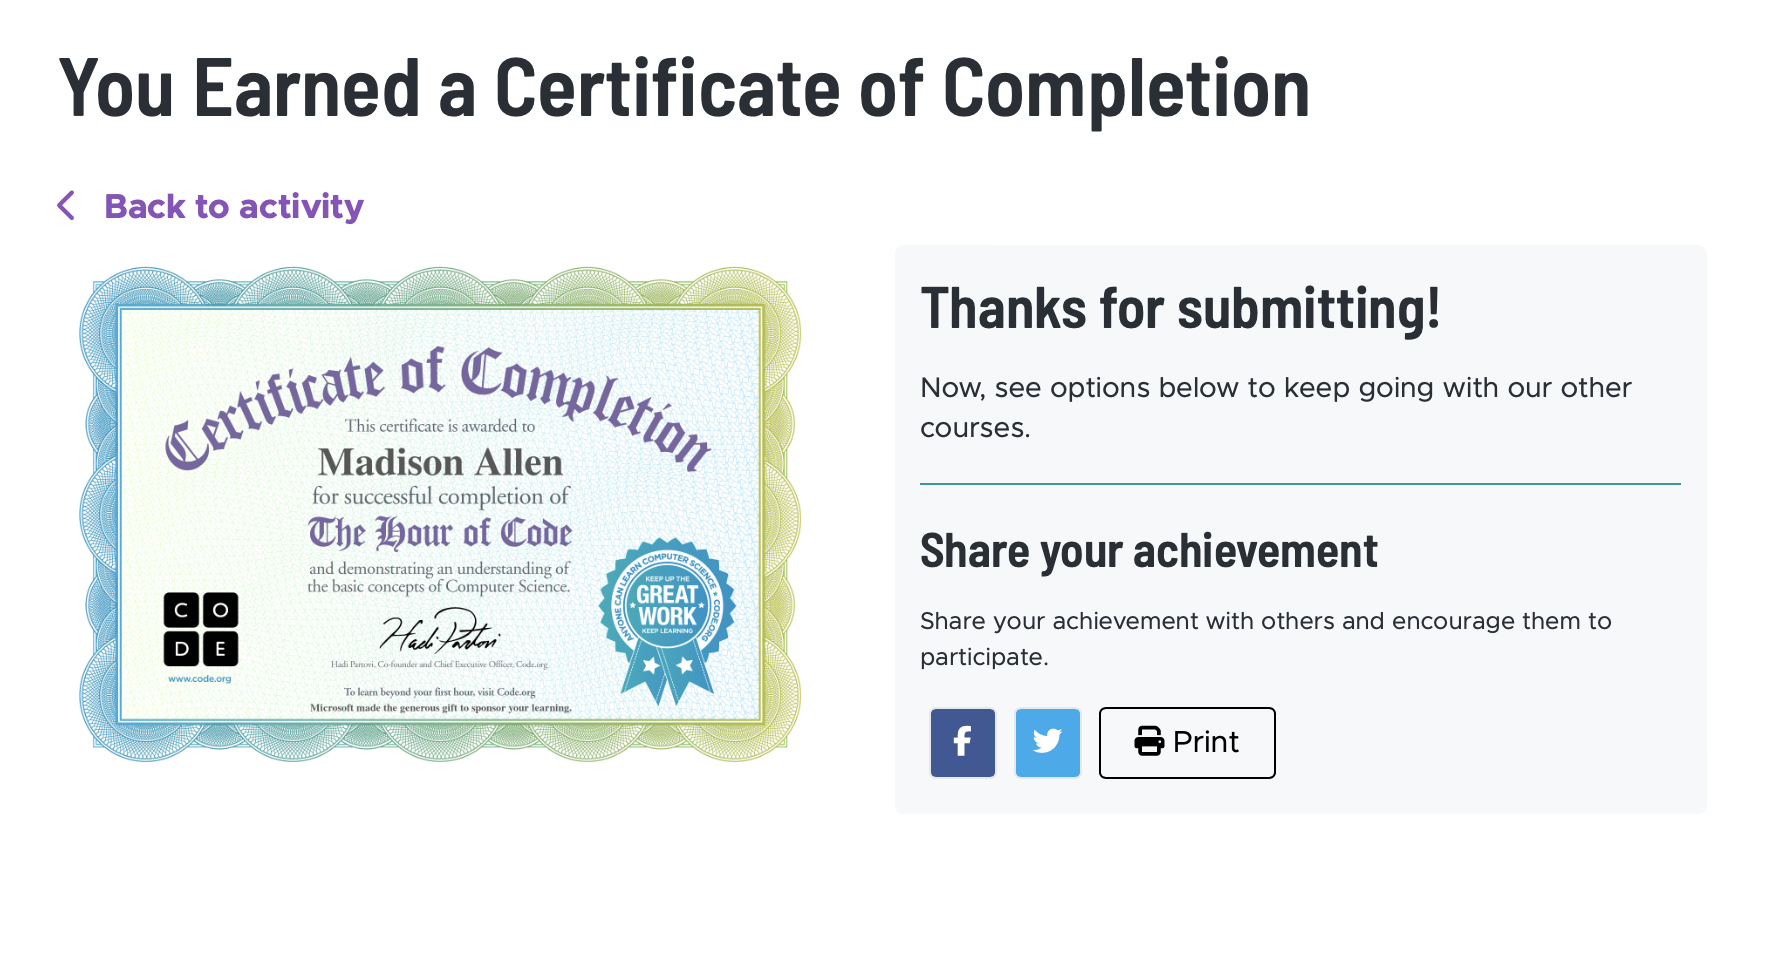 You Earned a Certificate of Completion
Back to activity
Certificate of Completion
This certificate is awarded to
Madison Allen
for successful completion of
The Hour of Code
and demonstrating an understanding of
the basic concepts of Computer Science.
Hadi Partovi
Hadi Partovi, Co-founder and Chief Executive Officer, Code.org
To learn beyond your first hour, visit Code.org
Microsoft made the generous gift to sponsor your learning.
C O
D E
www.code.org
ANYONE CAN LEARN COMPUTER SCIENCE ★ CODE.ORG
KEEP UP THE
GREAT
WORK
KEEP LEARNING
Thanks for submitting!
Now, see options below to keep going with our other
courses.
Share your achievement
Share your achievement with others and encourage them to
participate.
f
Print